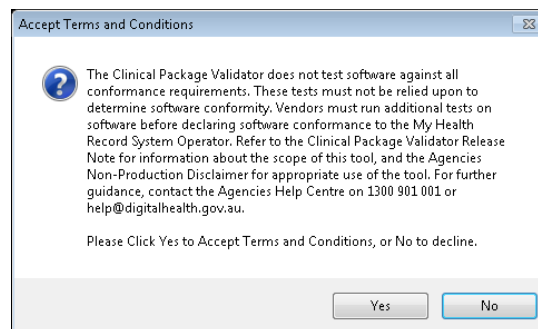 Accept Terms and Conditions
The Clinical Package Validator does not test software against all
conformance requirements. These tests must not be relied upon to
determine software conformity. Vendors must run additional tests on
software before declaring software conformance to the My Health
Record System Operator. Refer to the Clinical Package Validator Release
Note for information about the scope of this tool, and the Agencies
Non-Production Disclaimer for appropriate use of the tool. For further
guidance, contact the Agencies Help Centre on 1300 901 001 or
help@digitalhealth.gov.au.
Please Click Yes to Accept Terms and Conditions, or No to decline.
Yes
No